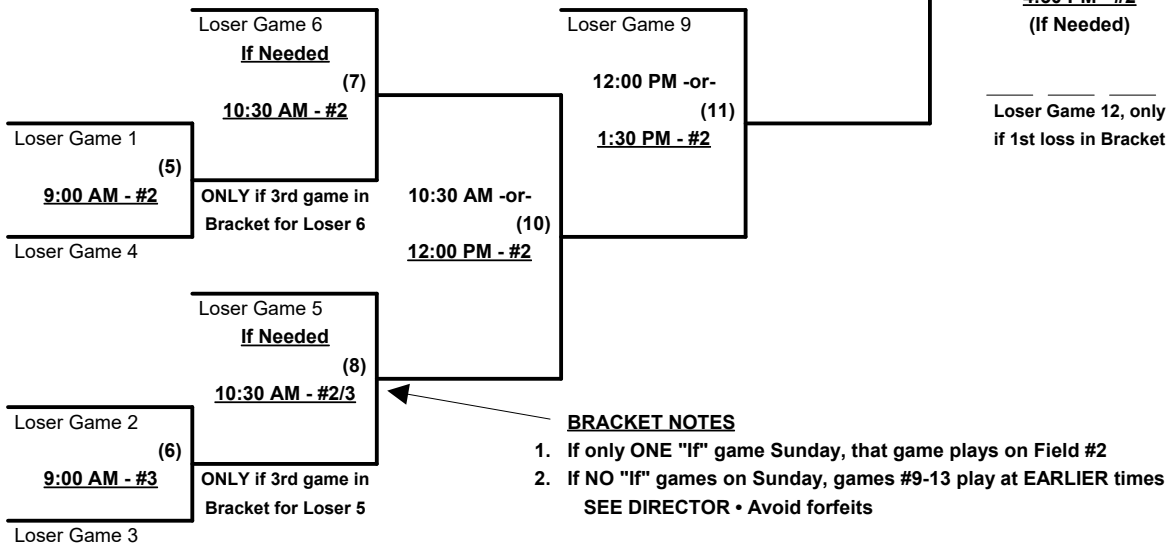 (If Needed)
Loser Game 12, only
if 1st loss in Bracket
Loser Game 6
If Needed
(7)
10:30 AM - #2
Loser Game 9
12:00 PM -or-
(11)
1:30 PM - #2
Loser Game 1
(5)
9:00 AM - #2
Loser Game 4
ONLY if 3rd game in
Bracket for Loser 6
10:30 AM -or-
(10)
12:00 PM - #2
Loser Game 5
If Needed
(8)
10:30 AM - #2/3
Loser Game 2
(6)
9:00 AM - #3
Loser Game 3
ONLY if 3rd game in
Bracket for Loser 5
BRACKET NOTES
1. If only ONE "If" game Sunday, that game plays on Field #2
2. If NO "If" games on Sunday, games #9-13 play at EARLIER times
SEE DIRECTOR • Avoid forfeits